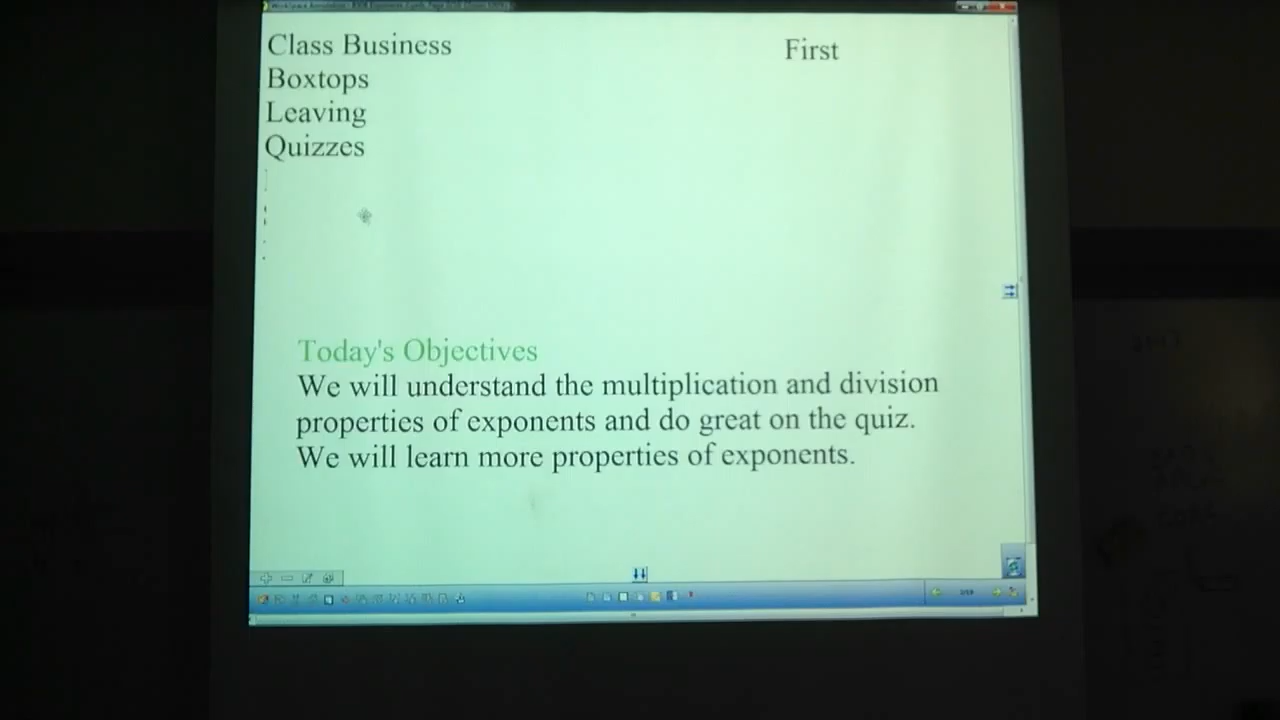 Class Business
First
Boxtops
Leaving
Quizzes
Today's Objectives
We will understand the multiplication and division
properties of exponents and do great on the quiz.
We will learn more properties of exponents.